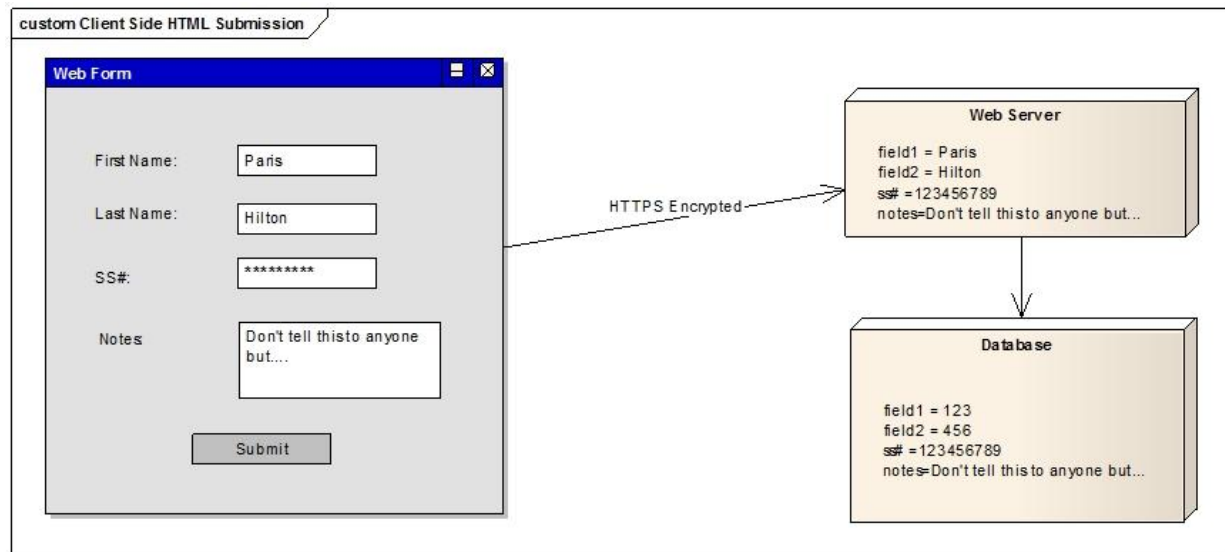 custom Client Side HTML Submission
Web Form
First Name:
Paris
Last Name:
Hilton
SS#:
*********
Notes:
Don't tell this to anyone
but....
Submit
HTTPS Encrypted
Web Server
field1 = Paris
field2 = Hilton
ss# =123456789
notes=Don't tell this to anyone but...
Database
field1 = 123
field2 = 456
ss# =123456789
notes=Don't tell this to anyone but...